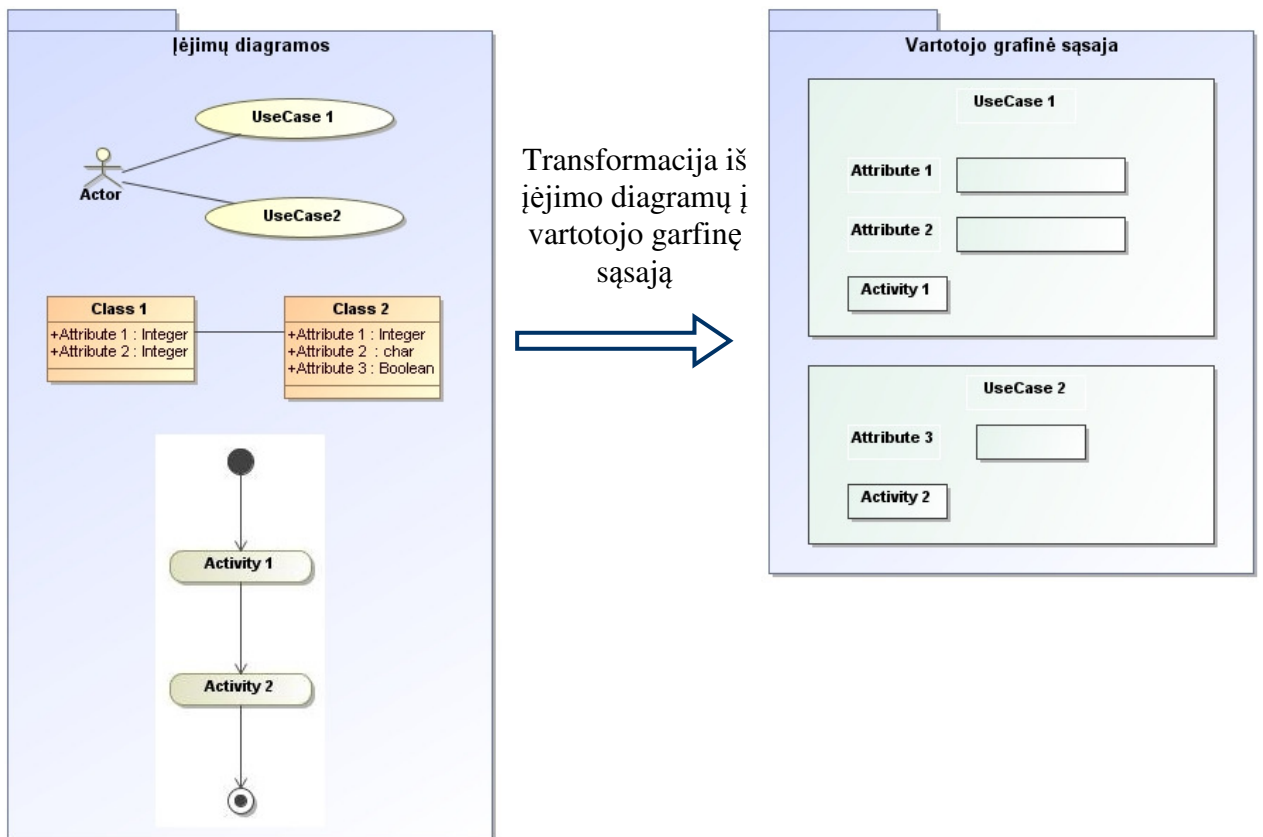 Įėjimų diagramos
UseCase 1
Actor
UseCase2
Class 1
+Attribute 1 : Integer
+Attribute 2 : Integer
Class 2
+Attribute 1 : Integer
+Attribute 2 : char
+Attribute 3 : Boolean
Activity 1
Activity 2
Transformacija iš
įėjimo diagramų į
vartotojo garfinę
sąsają
Vartotojo grafinė sąsaja
UseCase 1
Attribute 1
Attribute 2
Activity 1
UseCase 2
Attribute 3
Activity 2